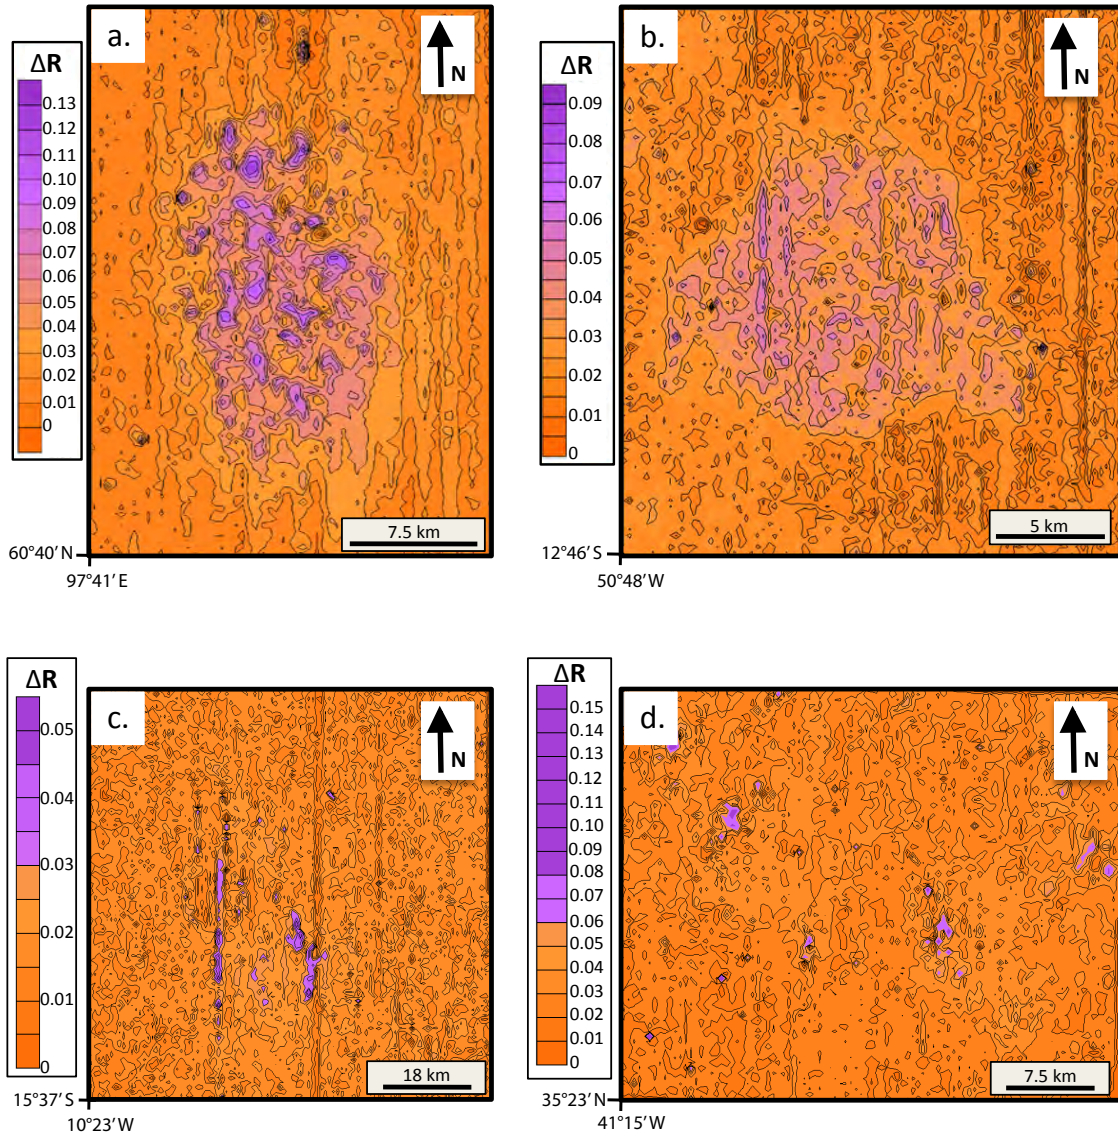 a.
N
ΔR
0.13
0.12
0.11
0.10
0.09
0.08
0.07
0.06
0.05
0.04
0.03
0.02
0.01
0
7.5 km
60°40′ N
97°41′ E
b.
N
ΔR
0.09
0.08
0.07
0.06
0.05
0.04
0.03
0.02
0.01
0
5 km
12°46′ S
50°48′ W
c.
N
ΔR
0.05
0.04
0.03
0.02
0.01
0
18 km
15°37′ S
10°23′ W
d.
N
ΔR
0.15
0.14
0.13
0.12
0.11
0.10
0.09
0.08
0.07
0.06
0.05
0.04
0.03
0.02
0.01
0
7.5 km
35°23′ N
41°15′ W